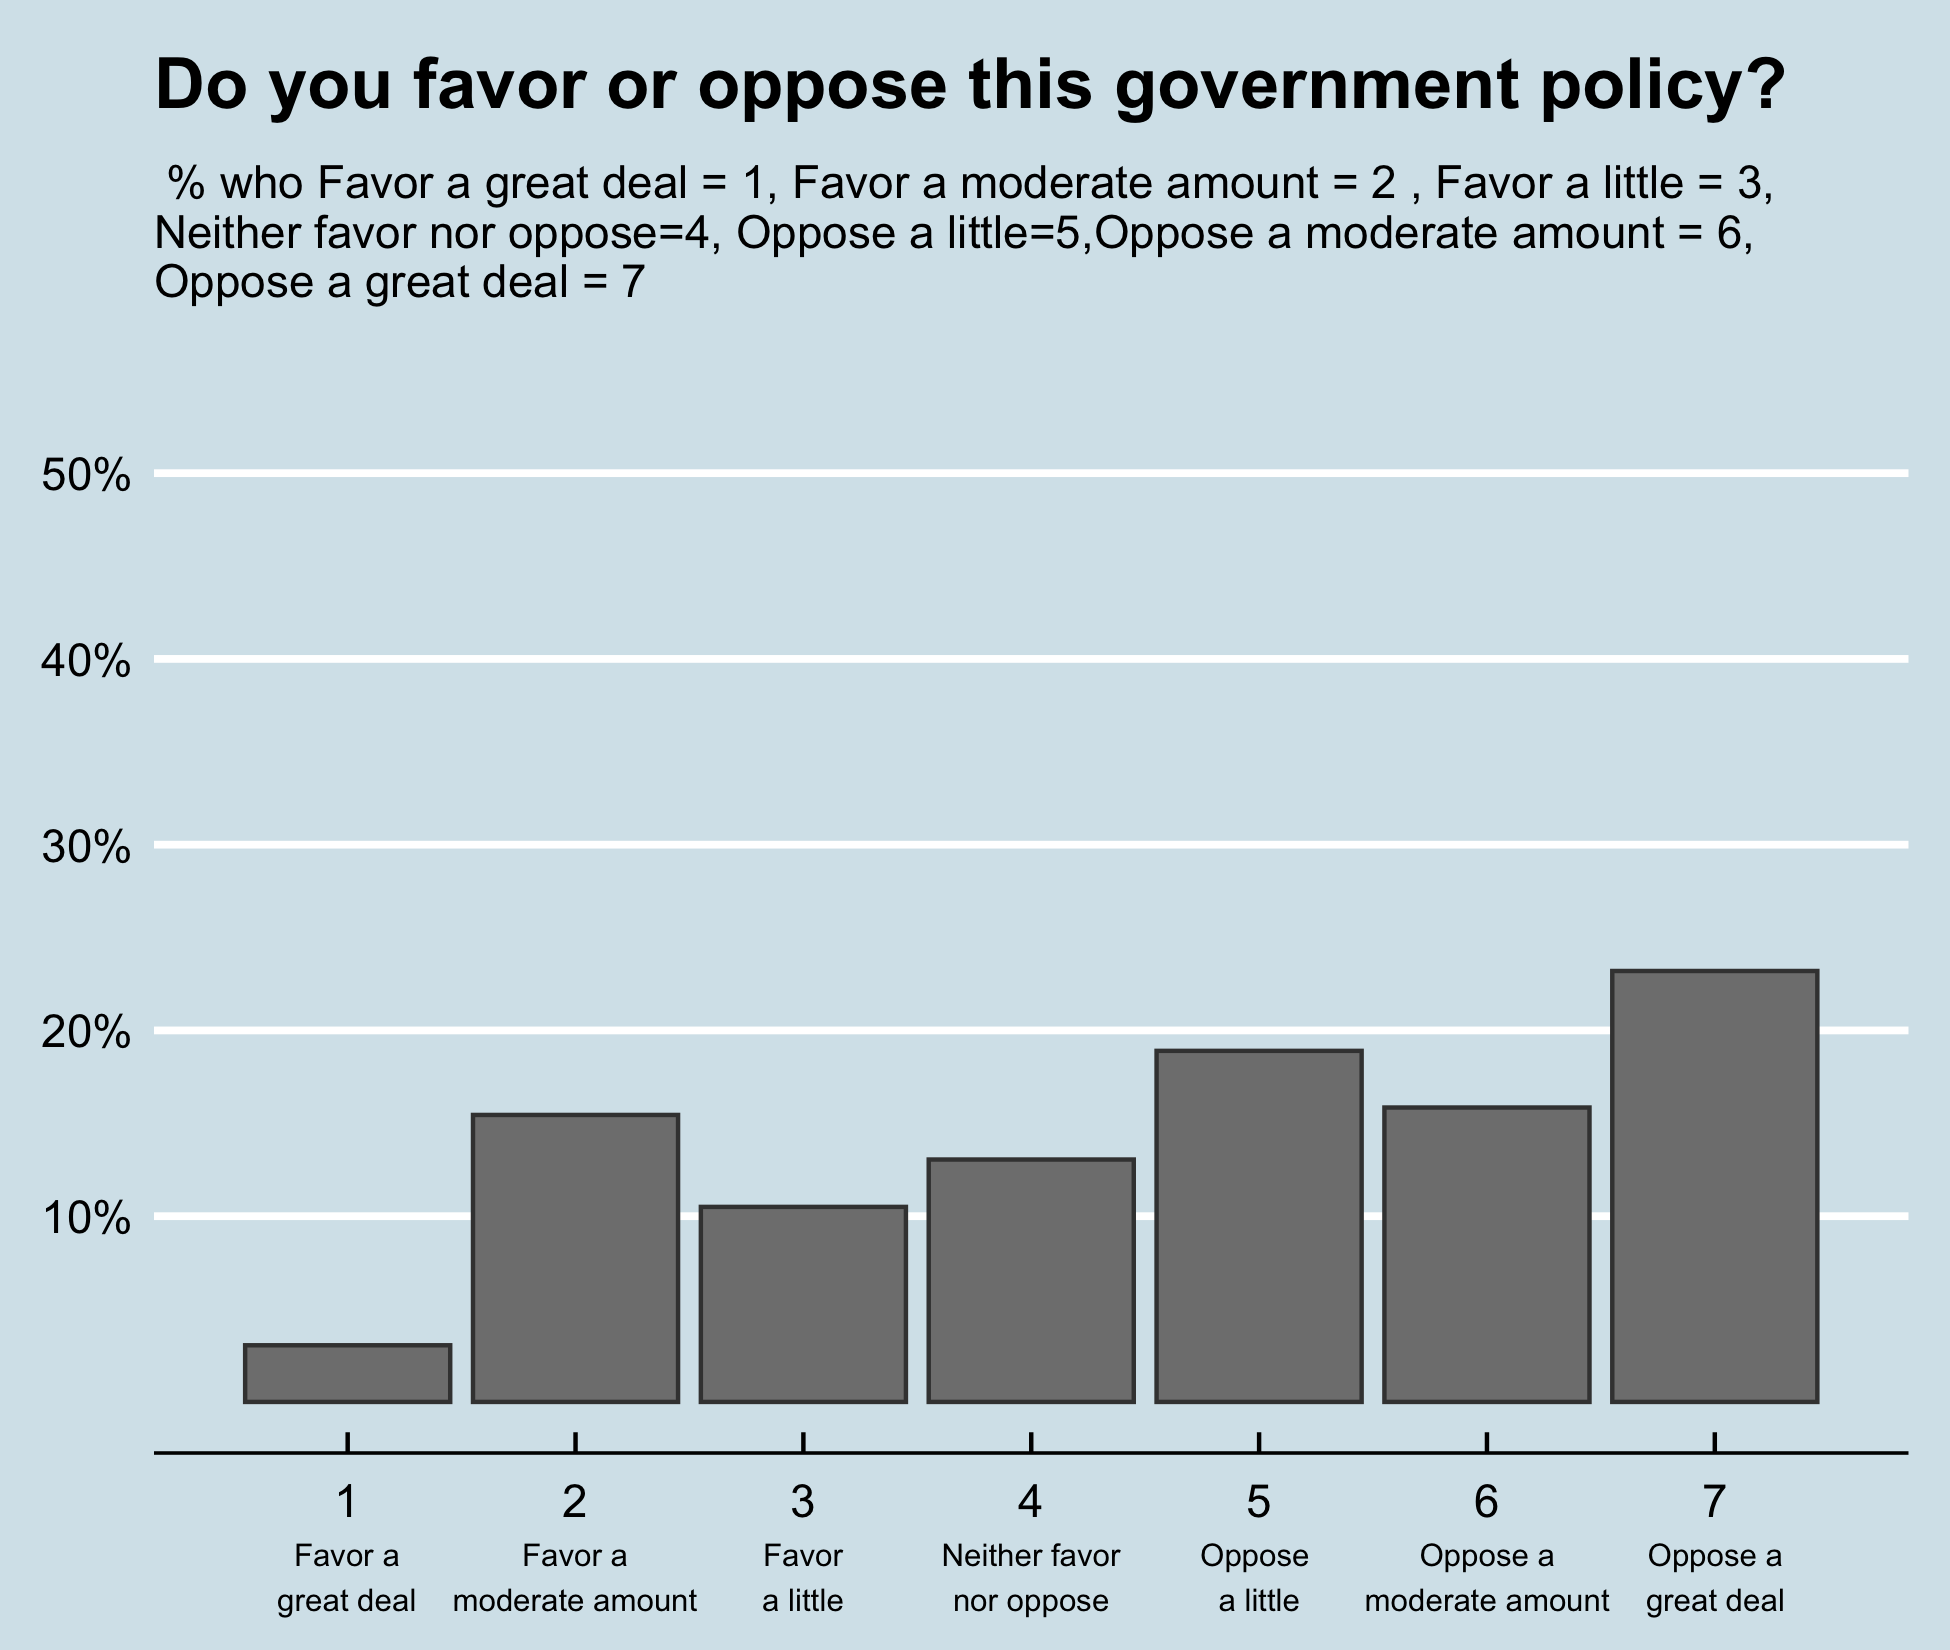 Do you favor or oppose this government policy?
% who Favor a great deal = 1, Favor a moderate amount = 2 , Favor a little = 3,
Neither favor nor oppose=4, Oppose a little=5,Oppose a moderate amount = 6,
Oppose a great deal = 7
50%
40%
30%
20%
10%
1 2 3 4 5 6 7
Favor a Favor a Favor Neither favor Oppose Oppose a Oppose a
great deal moderate amount a little nor oppose a little moderate amount great deal